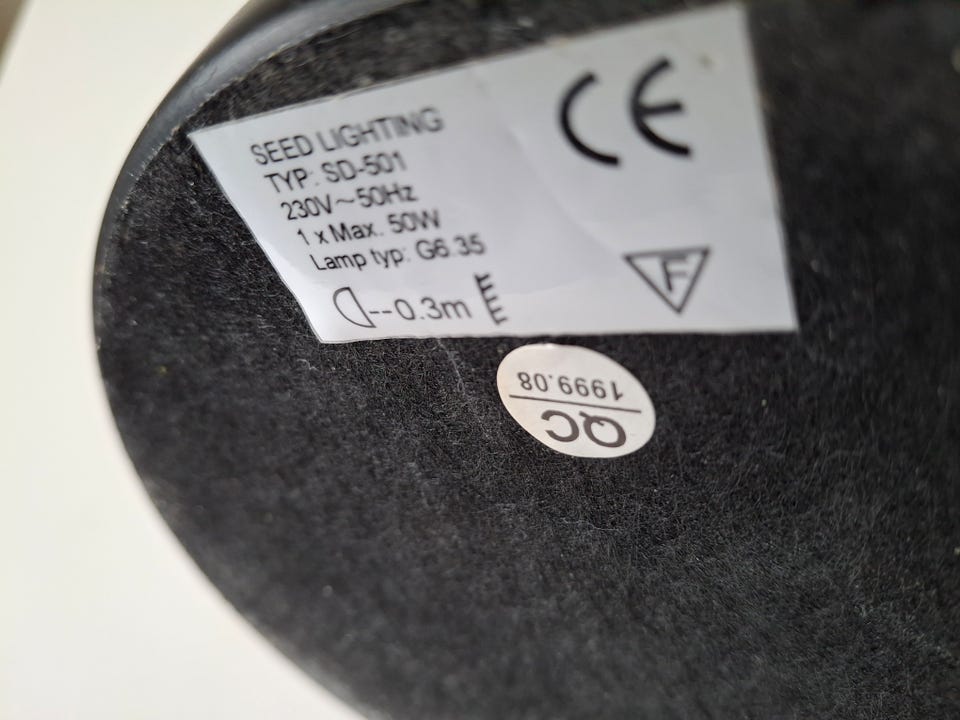 SEED LIGHTING
TYP: SD-501
230V~50Hz
1 x Max. 50W
Lamp typ: G6.35
0.3m
CE
F
QC
1999.08